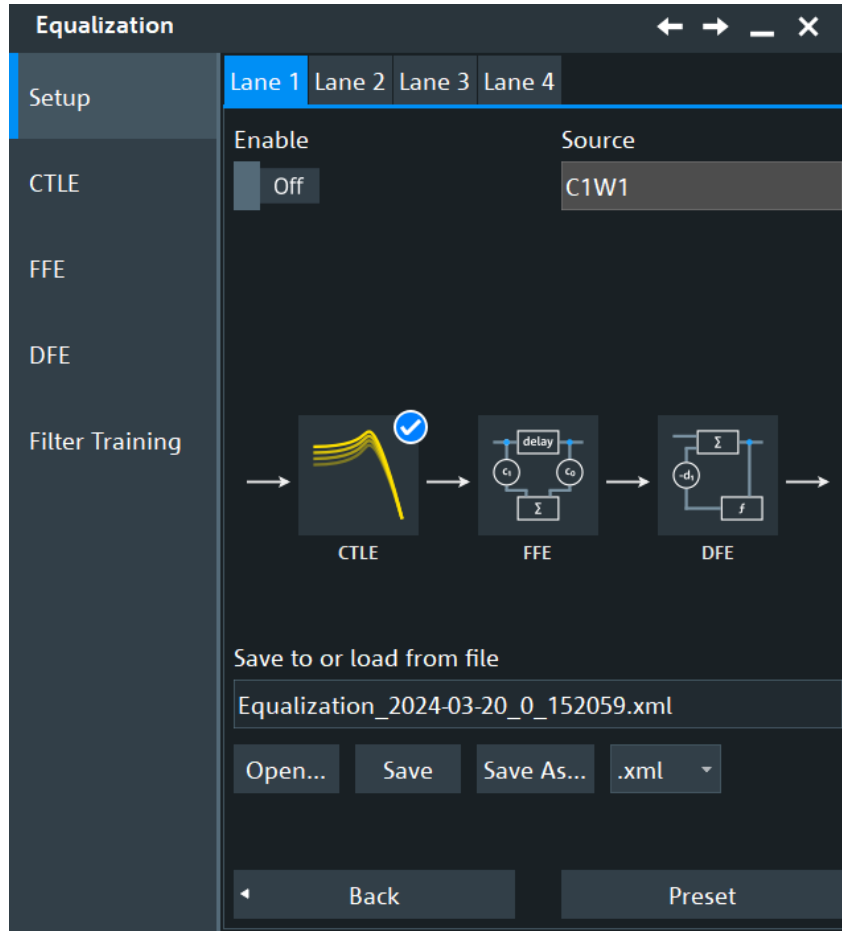 Equalization
Setup
CTLE
FFE
DFE
Filter Training
Lane 1 Lane 2 Lane 3 Lane 4
Enable
Off
Source
C1W1
delay
c₁
c₀
Σ
Σ
-d₁
f
CTLE
FFE
DFE
Save to or load from file
Equalization_2024-03-20_0_152059.xml
Open... Save Save As... .xml
Back Preset